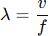 λ = v/f